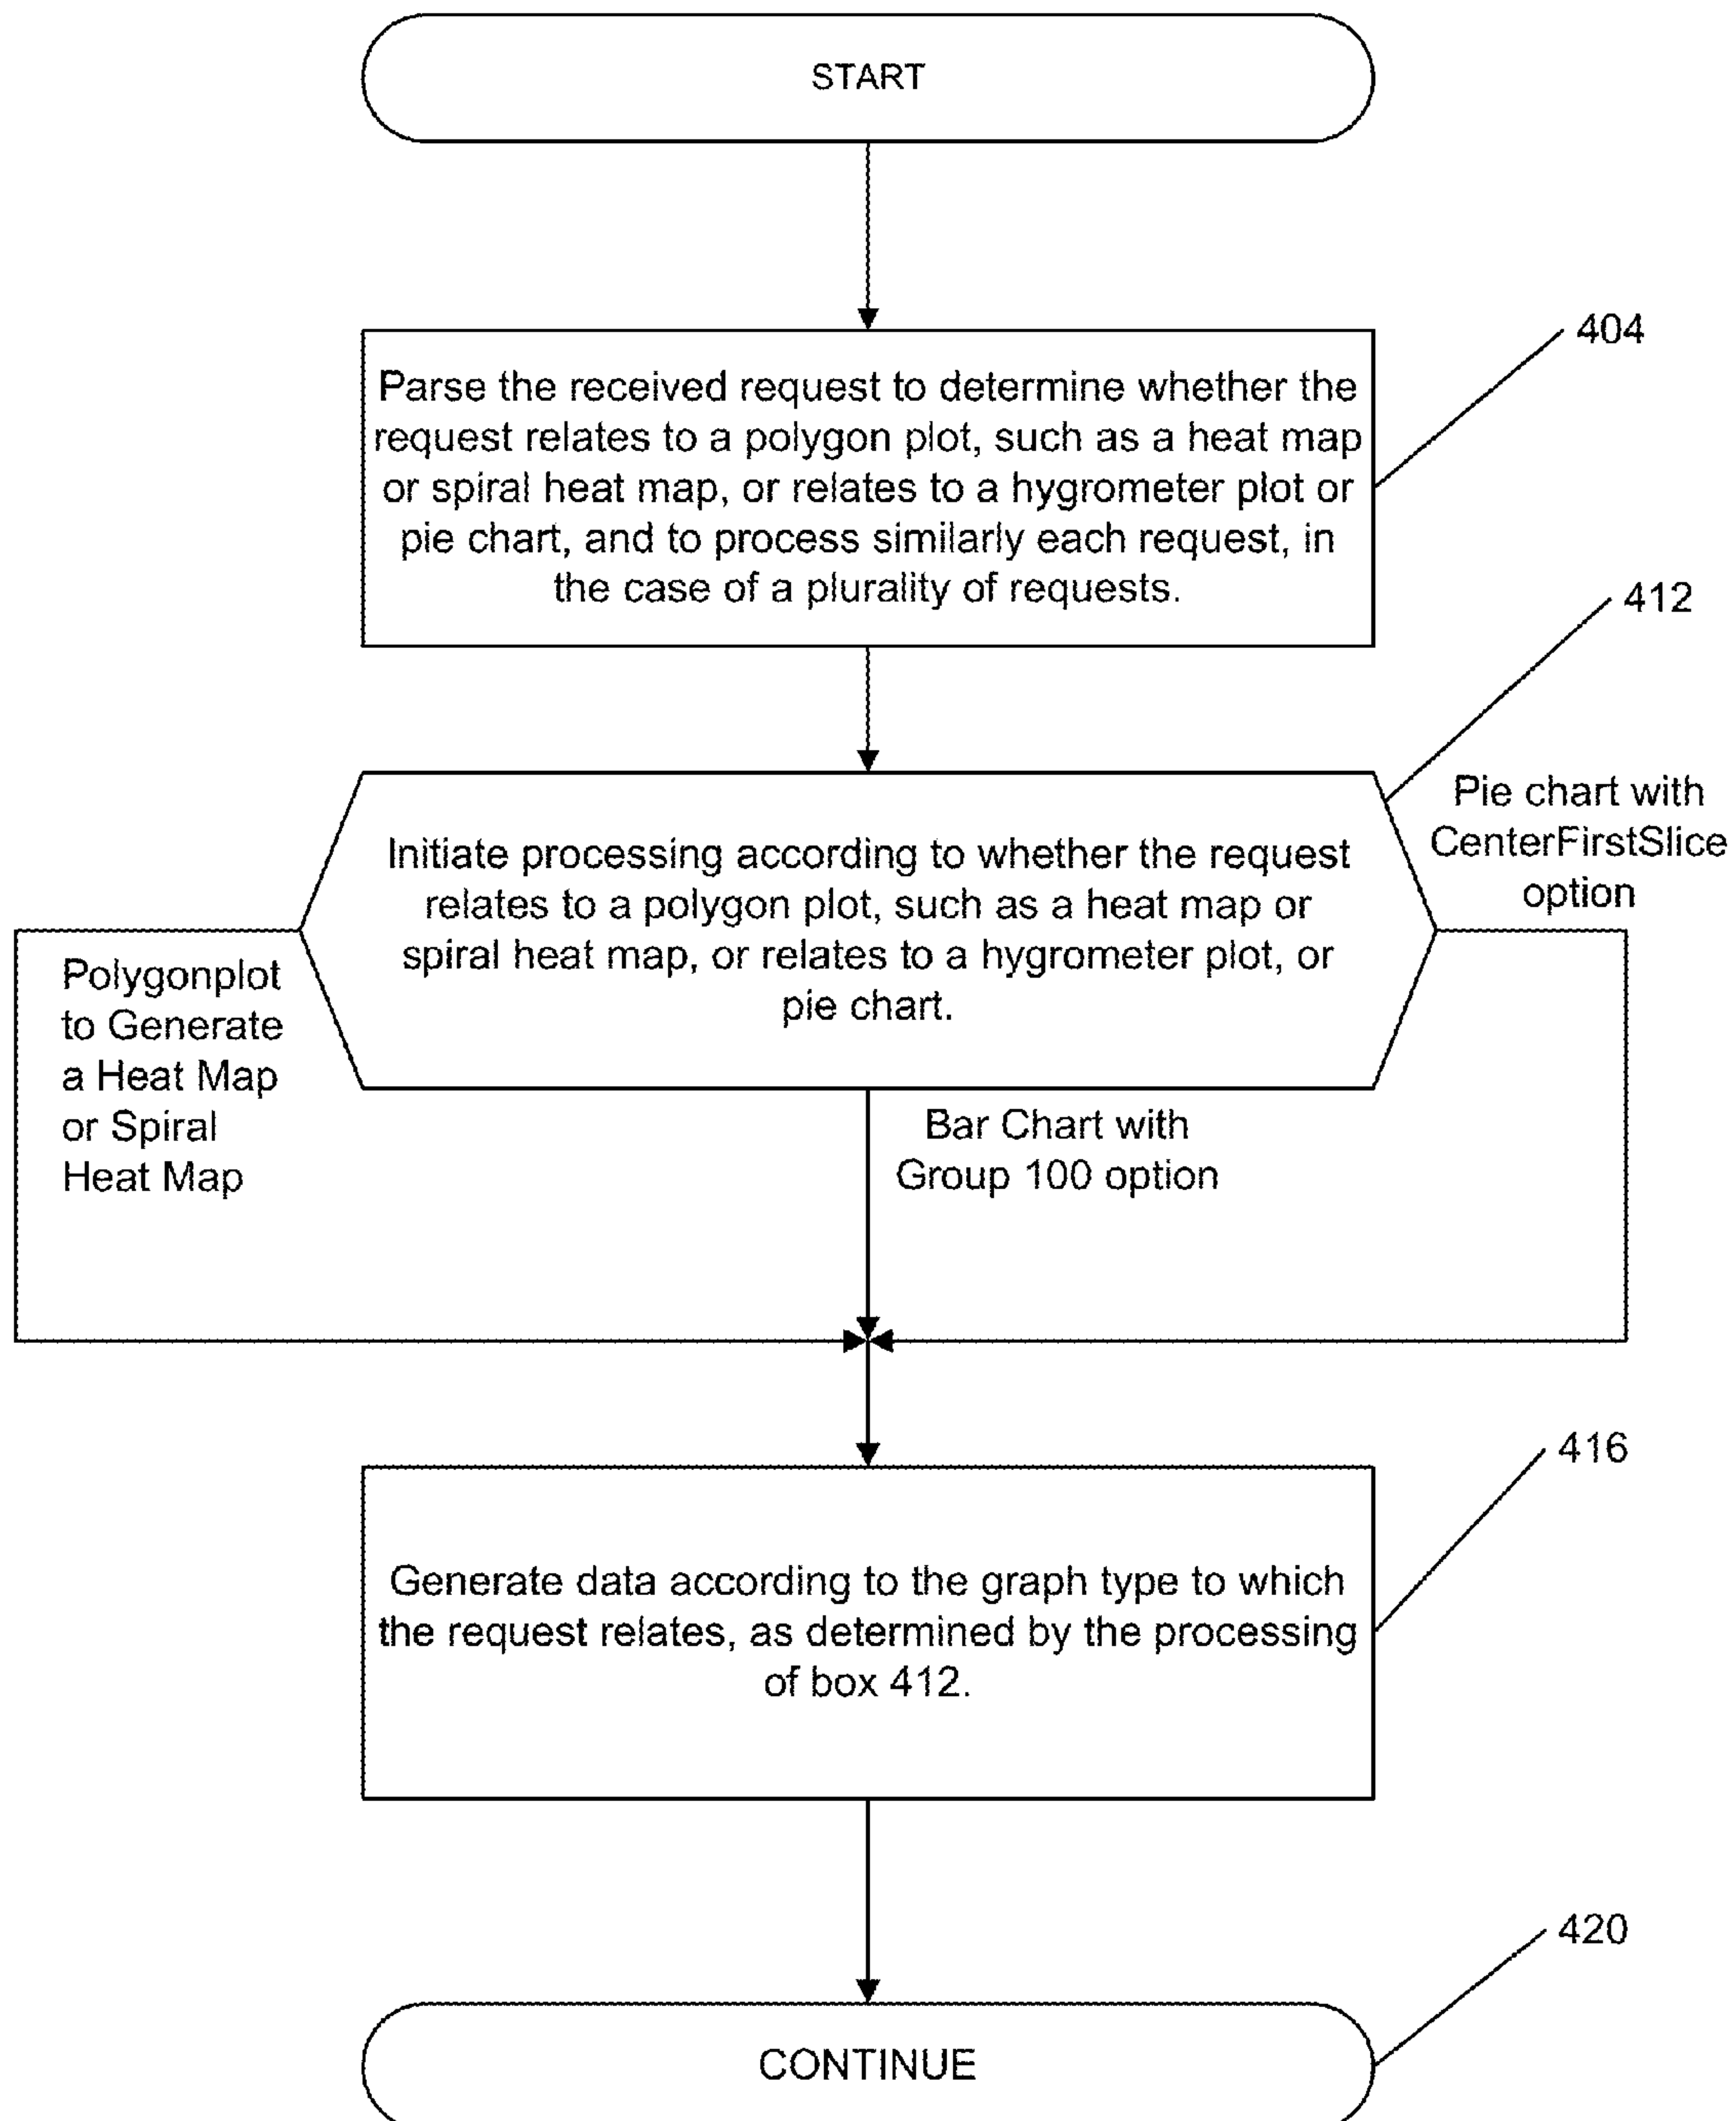 START
404
Parse the received request to determine whether the
request relates to a polygon plot, such as a heat map
or spiral heat map, or relates to a hygrometer plot or
pie chart, and to process similarly each request, in
the case of a plurality of requests.
412
Pie chart with
CenterFirstSlice
option
Initiate processing according to whether the request
relates to a polygon plot, such as a heat map or
spiral heat map, or relates to a hygrometer plot, or
pie chart.
Polygonplot
to Generate
a Heat Map
or Spiral
Heat Map
Bar Chart with
Group 100 option
416
Generate data according to the graph type to which
the request relates, as determined by the processing
of box 412.
420
CONTINUE